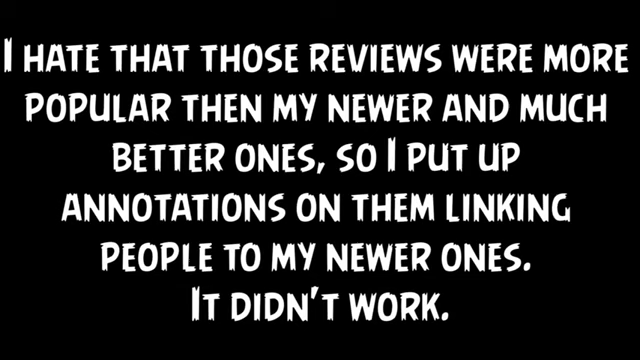 I hate that those reviews were more
popular then my newer and much
better ones, so I put up
annotations on them linking
people to my newer ones.
It didn't work.